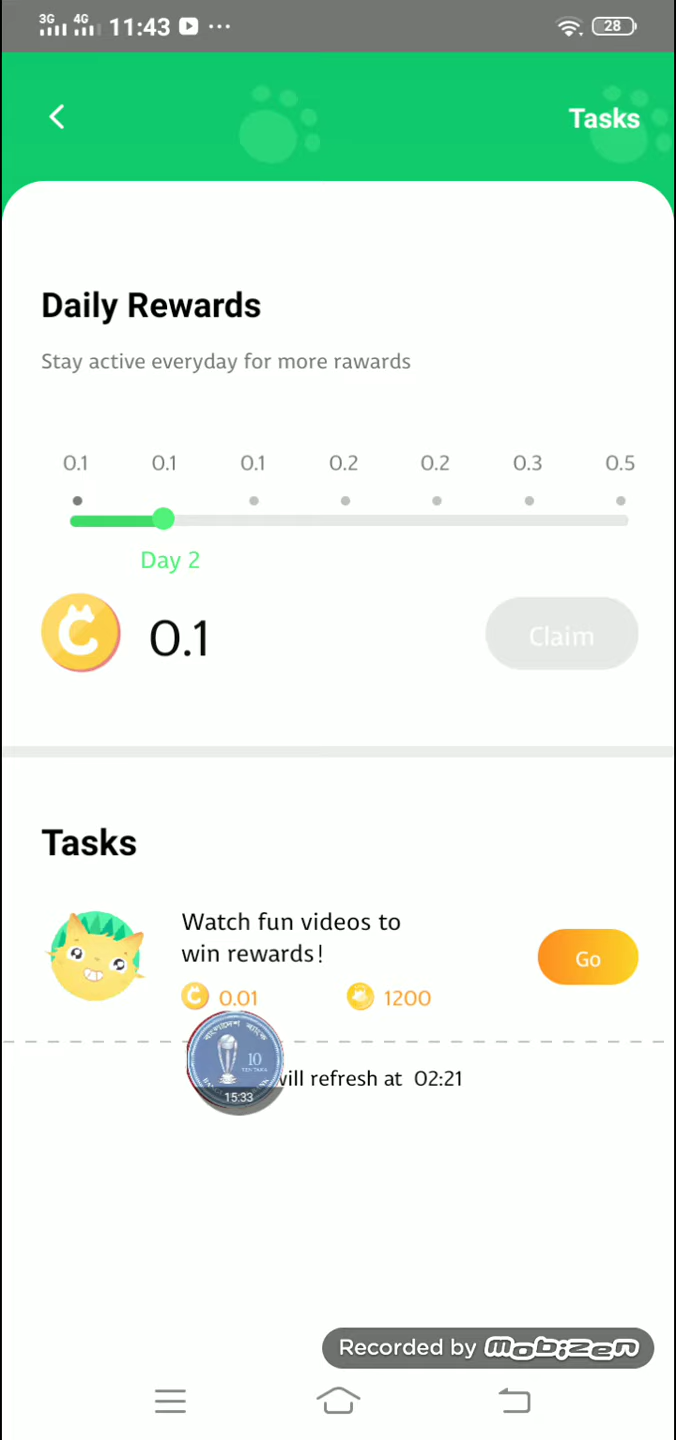 3G 4G 11:43 28
Tasks
Daily Rewards
Stay active everyday for more rawards
0.1 0.1 0.1 0.2 0.2 0.3 0.5
Day 2
0.1 Claim
Tasks
Watch fun videos to
win rewards!
Go
0.01 1200
বাংলাদেশ ব্যাংক
10
TEN TAKA
15:33
will refresh at 02:21
Recorded by mobizen